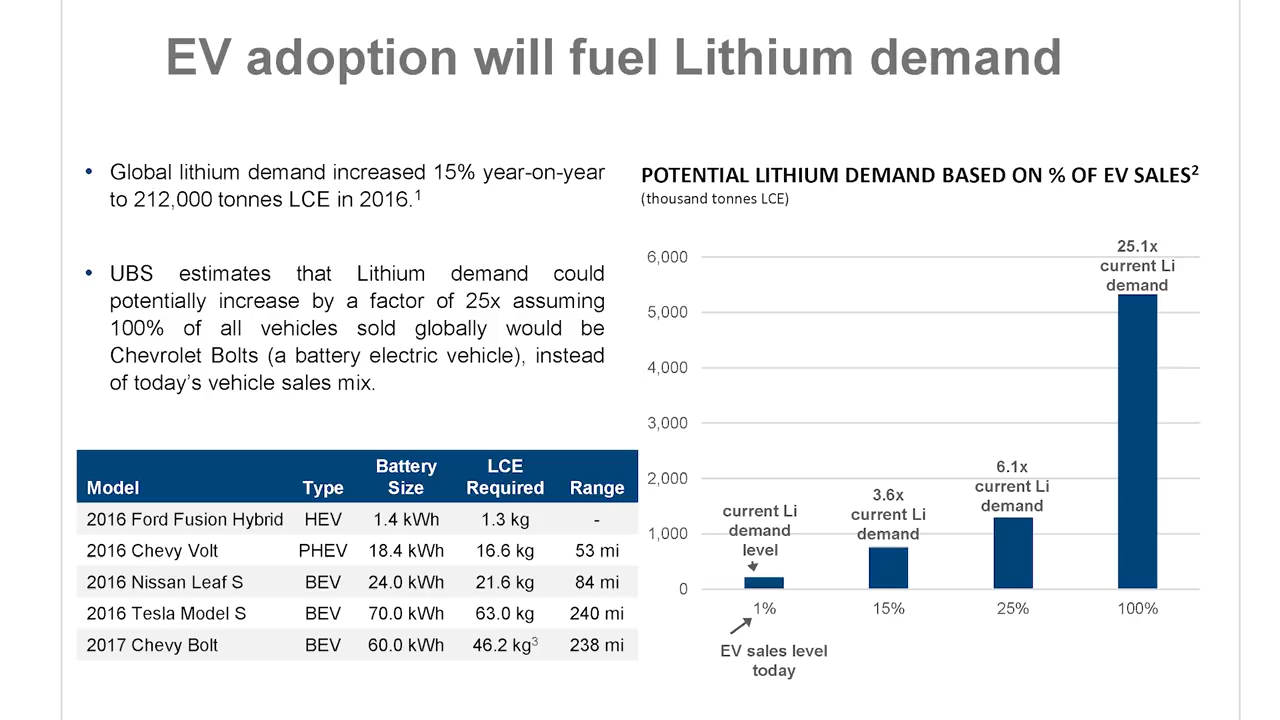 EV adoption will fuel Lithium demand
• Global lithium demand increased 15% year-on-year
to 212,000 tonnes LCE in 2016.1
• UBS estimates that Lithium demand could
potentially increase by a factor of 25x assuming
100% of all vehicles sold globally would be
Chevrolet Bolts (a battery electric vehicle), instead
of today's vehicle sales mix.
Model Type Battery Size LCE Required Range
2016 Ford Fusion Hybrid HEV 1.4 kWh 1.3 kg -
2016 Chevy Volt PHEV 18.4 kWh 16.6 kg 53 mi
2016 Nissan Leaf S BEV 24.0 kWh 21.6 kg 84 mi
2016 Tesla Model S BEV 70.0 kWh 63.0 kg 240 mi
2017 Chevy Bolt BEV 60.0 kWh 46.2 kg3 238 mi
POTENTIAL LITHIUM DEMAND BASED ON % OF EV SALES2
(thousand tonnes LCE)
6,000
5,000
4,000
3,000
2,000
1,000
0
current Li
demand
level
3.6x
current Li
demand
6.1x
current Li
demand
25.1x
current Li
demand
1% 15% 25% 100%
EV sales level
today